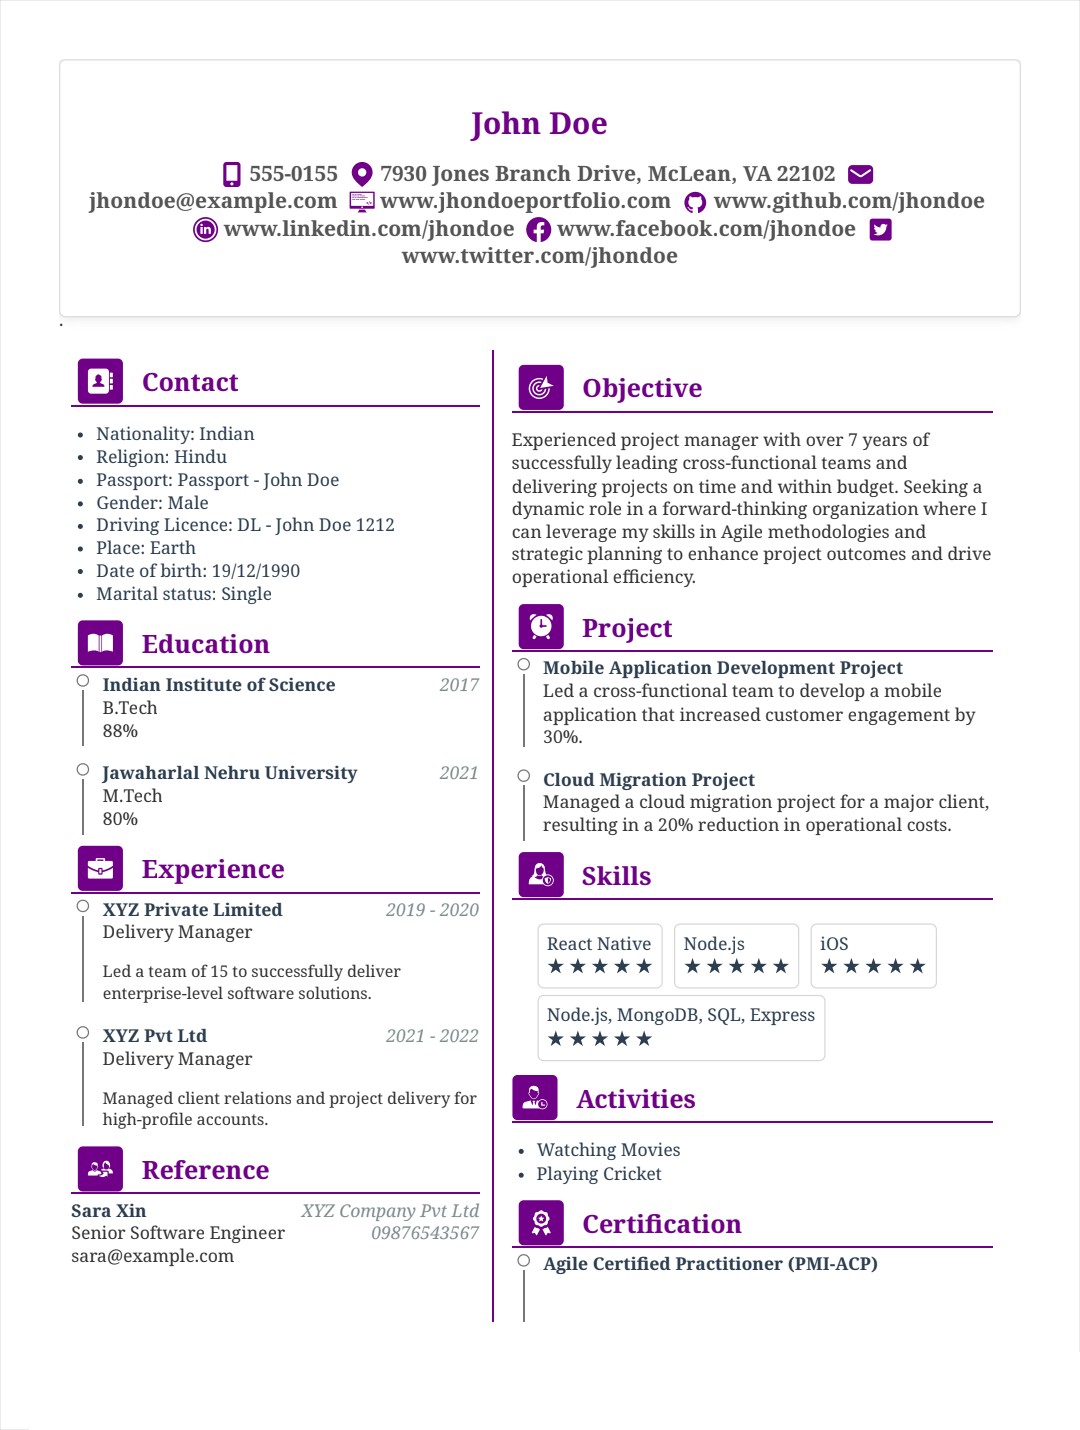 John Doe
555-0155 7930 Jones Branch Drive, McLean, VA 22102
jhondoe@example.com www.jhondoeportfolio.com www.github.com/jhondoe
www.linkedin.com/jhondoe www.facebook.com/jhondoe
www.twitter.com/jhondoe
.
Contact
Nationality: Indian
Religion: Hindu
Passport: Passport - John Doe
Gender: Male
Driving Licence: DL - John Doe 1212
Place: Earth
Date of birth: 19/12/1990
Marital status: Single
Education
Indian Institute of Science 2017
B.Tech
88%
Jawaharlal Nehru University 2021
M.Tech
80%
Experience
XYZ Private Limited 2019 - 2020
Delivery Manager
Led a team of 15 to successfully deliver
enterprise-level software solutions.
XYZ Pvt Ltd 2021 - 2022
Delivery Manager
Managed client relations and project delivery for
high-profile accounts.
Reference
Sara Xin XYZ Company Pvt Ltd
Senior Software Engineer 09876543567
sara@example.com
Objective
Experienced project manager with over 7 years of
successfully leading cross-functional teams and
delivering projects on time and within budget. Seeking a
dynamic role in a forward-thinking organization where I
can leverage my skills in Agile methodologies and
strategic planning to enhance project outcomes and drive
operational efficiency.
Project
Mobile Application Development Project
Led a cross-functional team to develop a mobile
application that increased customer engagement by
30%.
Cloud Migration Project
Managed a cloud migration project for a major client,
resulting in a 20% reduction in operational costs.
Skills
React Native Node.js iOS
★★★★★ ★★★★★ ★★★★★
Node.js, MongoDB, SQL, Express
★★★★★
Activities
Watching Movies
Playing Cricket
Certification
Agile Certified Practitioner (PMI-ACP)